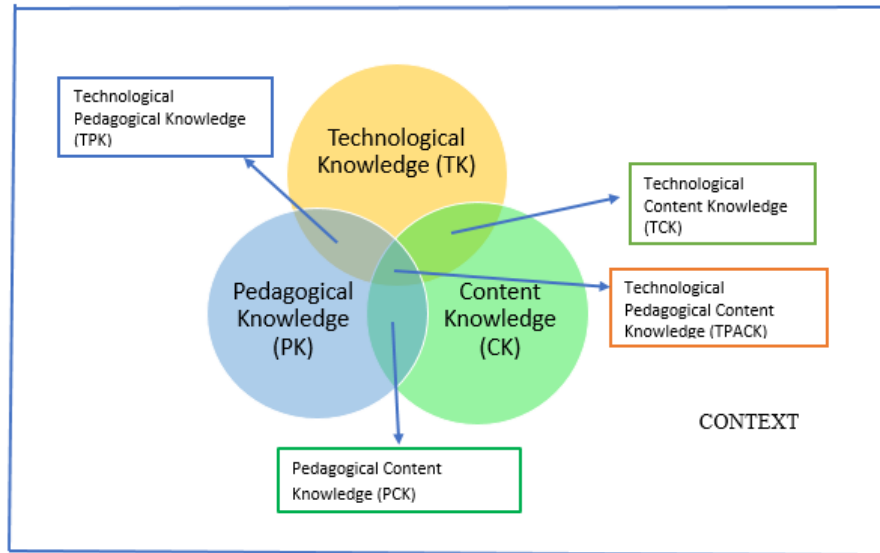 Technological
Pedagogical Knowledge
(TPK)
Technological
Knowledge (TK)
Technological
Content Knowledge
(TCK)
Pedagogical
Knowledge
(PK)
Content
Knowledge
(CK)
Technological
Pedagogical Content
Knowledge (TPACK)
CONTEXT
Pedagogical Content
Knowledge (PCK)